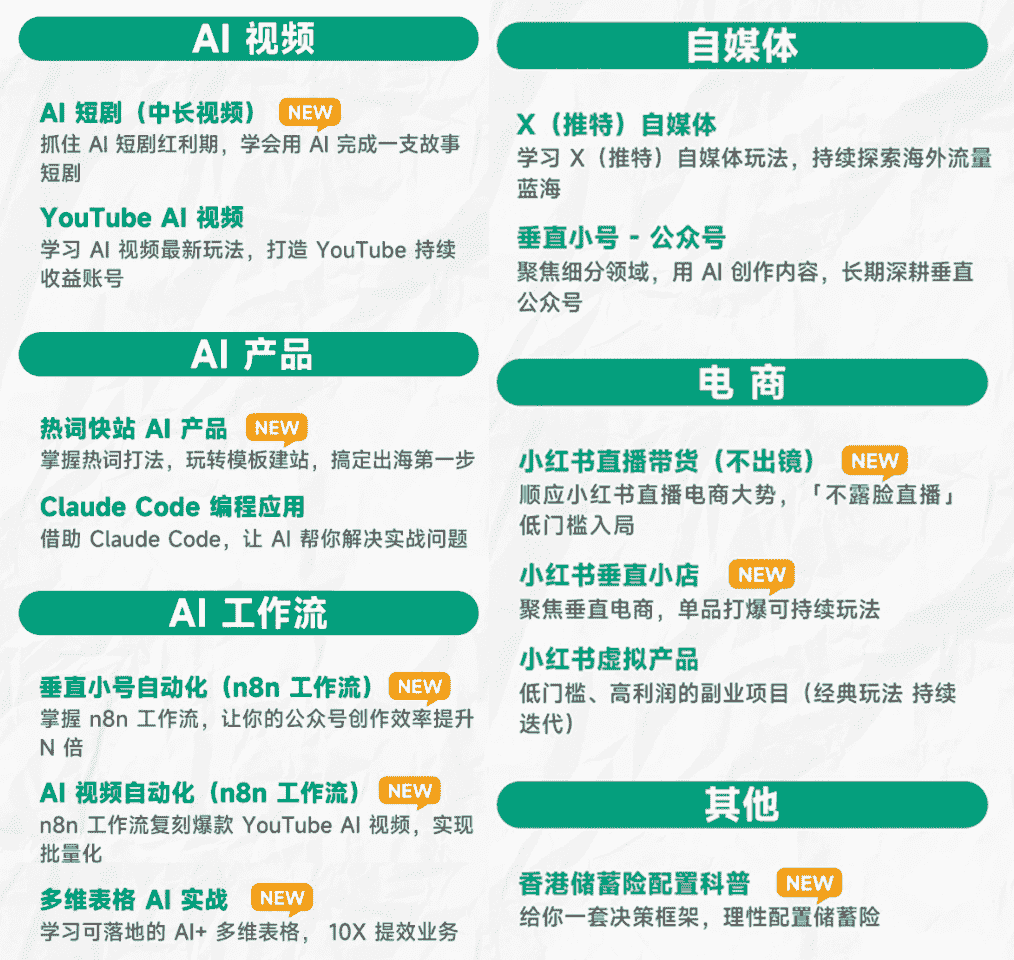 AI 视频
AI 短剧（中长视频） NEW
抓住 AI 短剧红利期，学会用 AI 完成一支故事
短剧
YouTube AI 视频
学习 AI 视频最新玩法，打造 YouTube 持续
收益账号
AI 产品
热词快站 AI 产品 NEW
掌握热词打法，玩转模板建站，搞定出海第一步
Claude Code 编程应用
借助 Claude Code，让 AI 帮你解决实战问题
AI 工作流
垂直小号自动化（n8n 工作流） NEW
掌握 n8n 工作流，让你的公众号创作效率提升
N 倍
AI 视频自动化（n8n 工作流） NEW
n8n 工作流复刻爆款 YouTube AI 视频，实现
批量化
多维表格 AI 实战 NEW
学习可落地的 AI+ 多维表格， 10X 提效业务
自媒体
X（推特）自媒体
学习 X（推特）自媒体玩法，持续探索海外流量
蓝海
垂直小号 - 公众号
聚焦细分领域，用 AI 创作内容，长期深耕垂直
公众号
电 商
小红书直播带货（不出镜） NEW
顺应小红书直播电商大势，「不露脸直播」
低门槛入局
小红书垂直小店 NEW
聚焦垂直电商，单品打爆可持续玩法
小红书虚拟产品
低门槛、高利润的副业项目（经典玩法 持续
迭代）
其他
香港储蓄险配置科普 NEW
给你一套决策框架，理性配置储蓄险